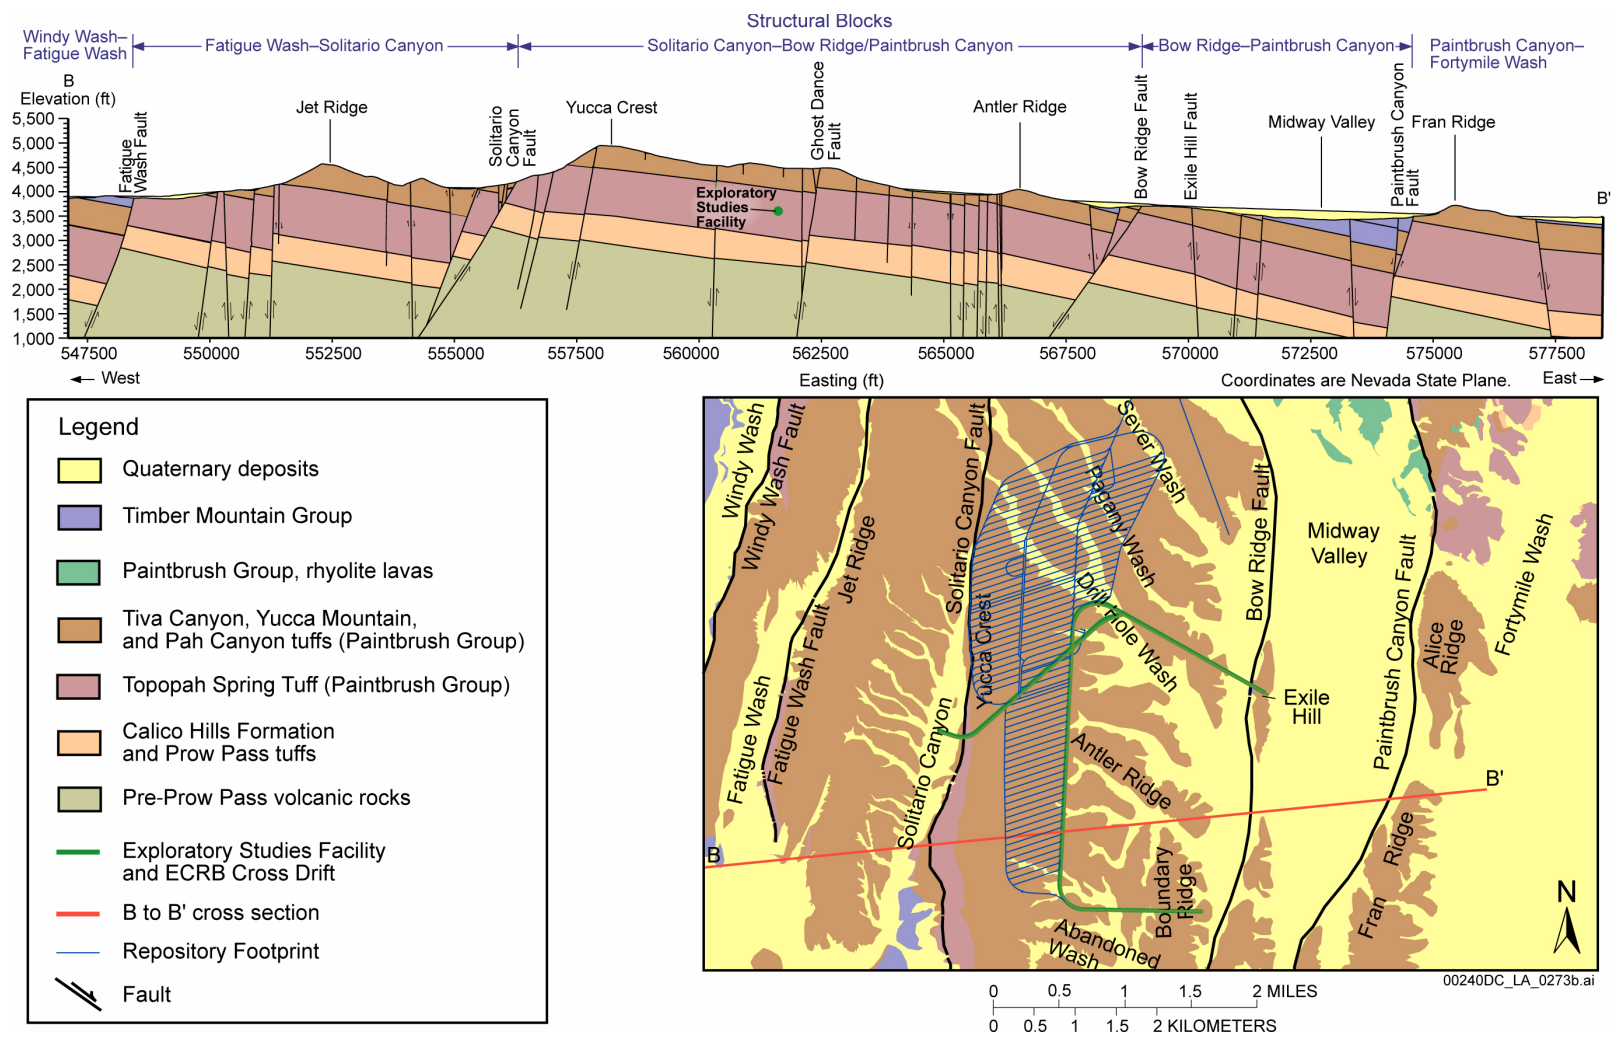 Structural Blocks
Windy Wash–
Fatigue Wash
Fatigue Wash–Solitario Canyon
Solitario Canyon–Bow Ridge/Paintbrush Canyon
Bow Ridge–Paintbrush Canyon
Paintbrush Canyon–
Fortymile Wash
B
Elevation (ft)
Fatigue
Wash Fault
Jet Ridge
Solitario
Canyon
Fault
Yucca Crest
Ghost Dance
Fault
Antler Ridge
Bow Ridge Fault
Exile Hill Fault
Midway Valley
Paintbrush Canyon
Fault
Fran Ridge
B'
5,500
5,000
4,500
4,000
3,500
3,000
2,500
2,000
1,500
1,000
Exploratory
Studies
Facility
547500
550000
552500
555000
557500
560000
562500
565000
567500
570000
572500
575000
577500
West
Easting (ft)
Coordinates are Nevada State Plane.
East
Legend
Quaternary deposits
Timber Mountain Group
Paintbrush Group, rhyolite lavas
Tiva Canyon, Yucca Mountain,
and Pah Canyon tuffs (Paintbrush Group)
Topopah Spring Tuff (Paintbrush Group)
Calico Hills Formation
and Prow Pass tuffs
Pre-Prow Pass volcanic rocks
Exploratory Studies Facility
and ECRB Cross Drift
B to B' cross section
Repository Footprint
Fault
Windy Wash
Windy Wash Fault
Jet Ridge
Fatigue Wash
Fatigue Wash Fault
Solitario Canyon Fault
Solitario Canyon
Yucca Crest
Sever Wash
Pagany Wash
Drill Hole Wash
Bow Ridge Fault
Midway
Valley
Exile
Hill
Paintbrush Canyon Fault
Alice
Ridge
Fortymile Wash
Antler Ridge
Boundary
Ridge
Abandoned
Wash
Fran Ridge
B
B'
N
00240DC_LA_0273b.ai
0 0.5 1 1.5 2 MILES
0 0.5 1 1.5 2 KILOMETERS